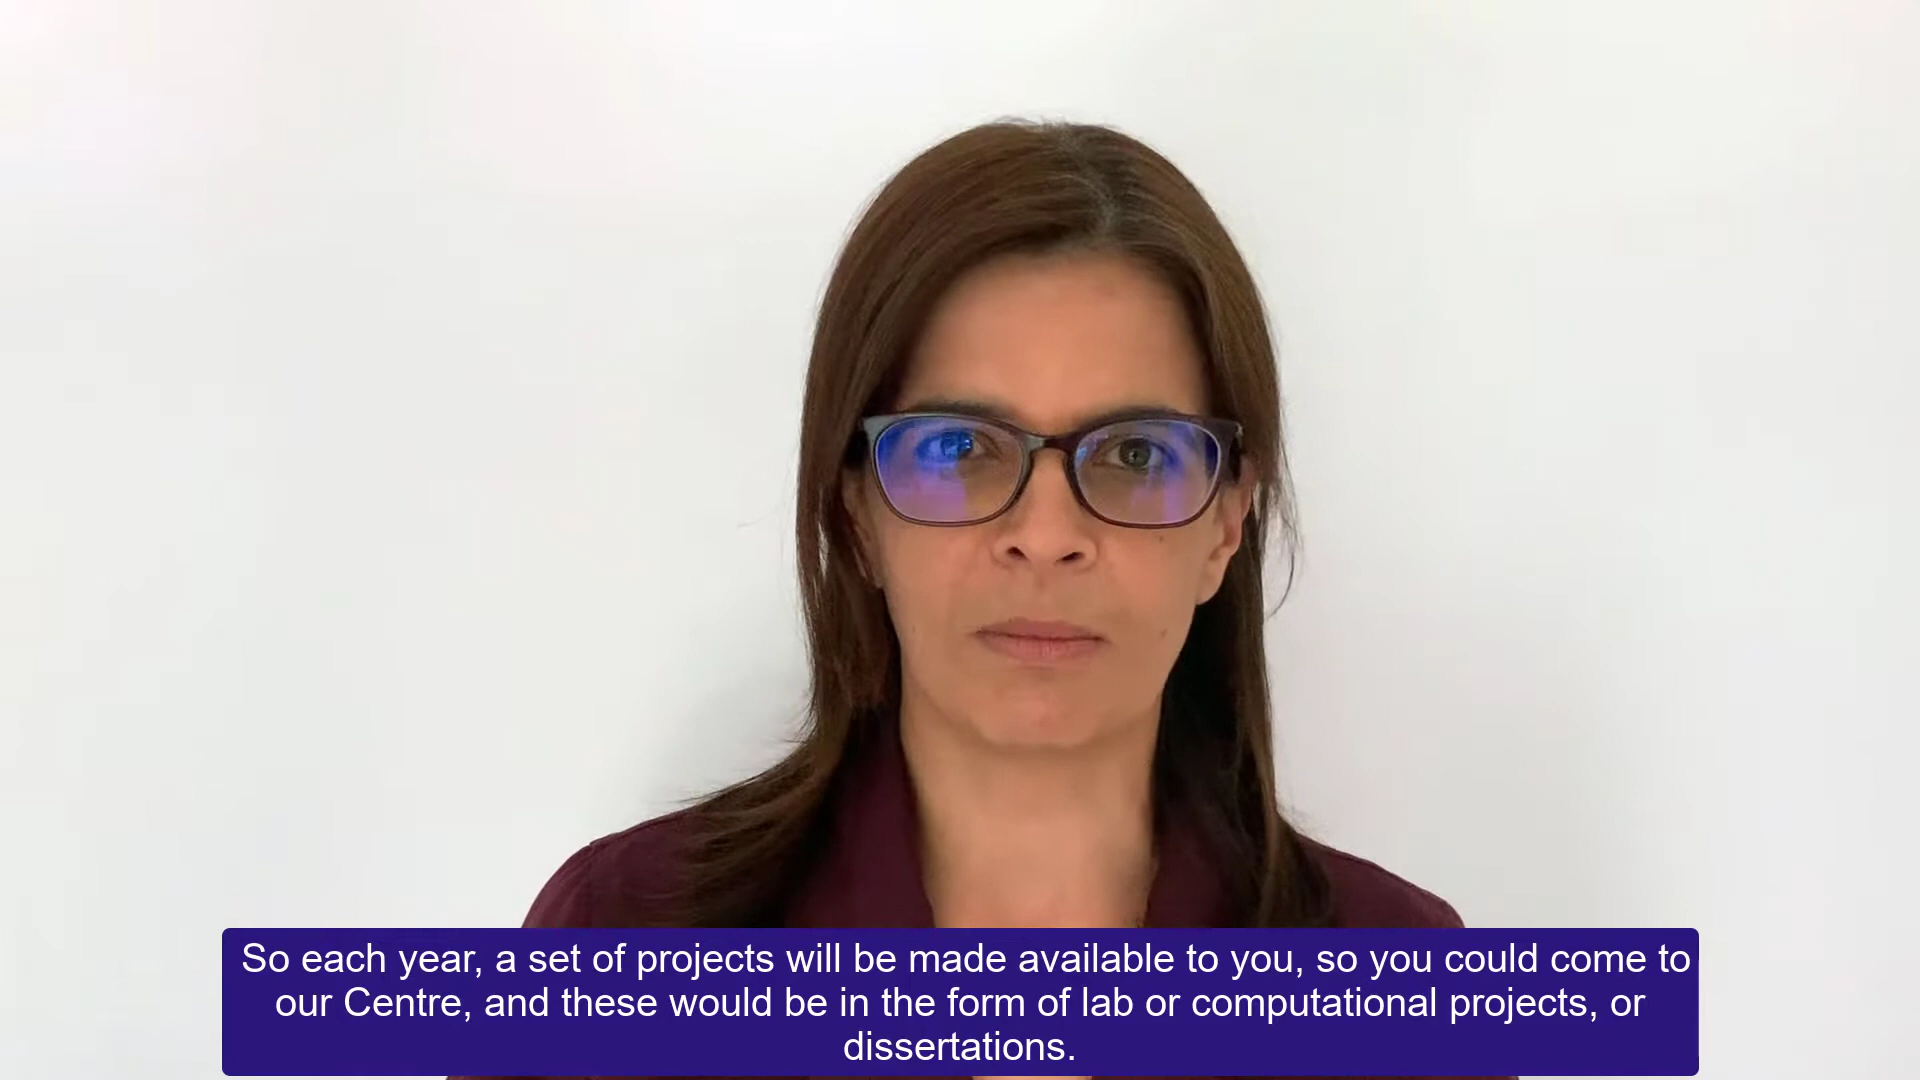 So each year, a set of projects will be made available to you, so you could come to
our Centre, and these would be in the form of lab or computational projects, or
dissertations.